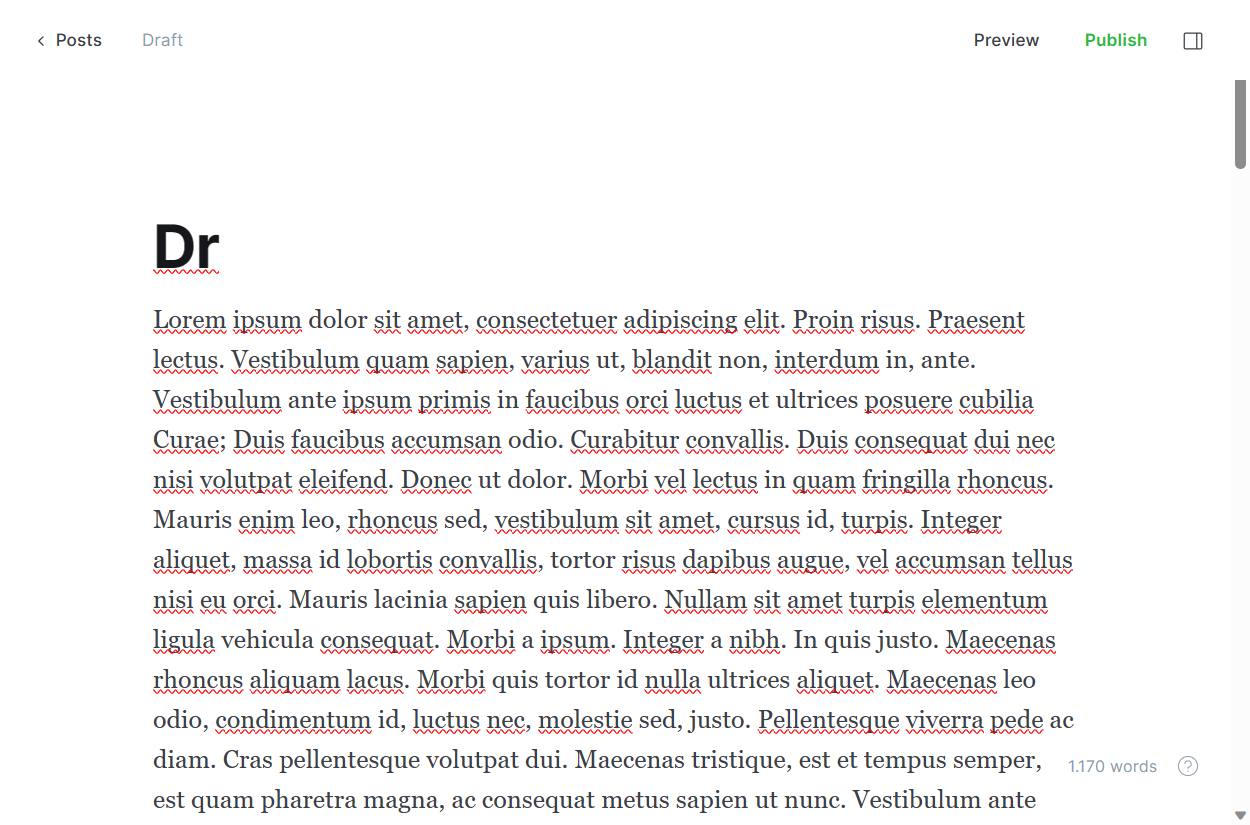 Posts Draft Preview Publish
Dr
Lorem ipsum dolor sit amet, consectetuer adipiscing elit. Proin risus. Praesent
lectus. Vestibulum quam sapien, varius ut, blandit non, interdum in, ante.
Vestibulum ante ipsum primis in faucibus orci luctus et ultrices posuere cubilia
Curae; Duis faucibus accumsan odio. Curabitur convallis. Duis consequat dui nec
nisi volutpat eleifend. Donec ut dolor. Morbi vel lectus in quam fringilla rhoncus.
Mauris enim leo, rhoncus sed, vestibulum sit amet, cursus id, turpis. Integer
aliquet, massa id lobortis convallis, tortor risus dapibus augue, vel accumsan tellus
nisi eu orci. Mauris lacinia sapien quis libero. Nullam sit amet turpis elementum
ligula vehicula consequat. Morbi a ipsum. Integer a nibh. In quis justo. Maecenas
rhoncus aliquam lacus. Morbi quis tortor id nulla ultrices aliquet. Maecenas leo
odio, condimentum id, luctus nec, molestie sed, justo. Pellentesque viverra pede ac
diam. Cras pellentesque volutpat dui. Maecenas tristique, est et tempus semper,
est quam pharetra magna, ac consequat metus sapien ut nunc. Vestibulum ante
1.170 words ?